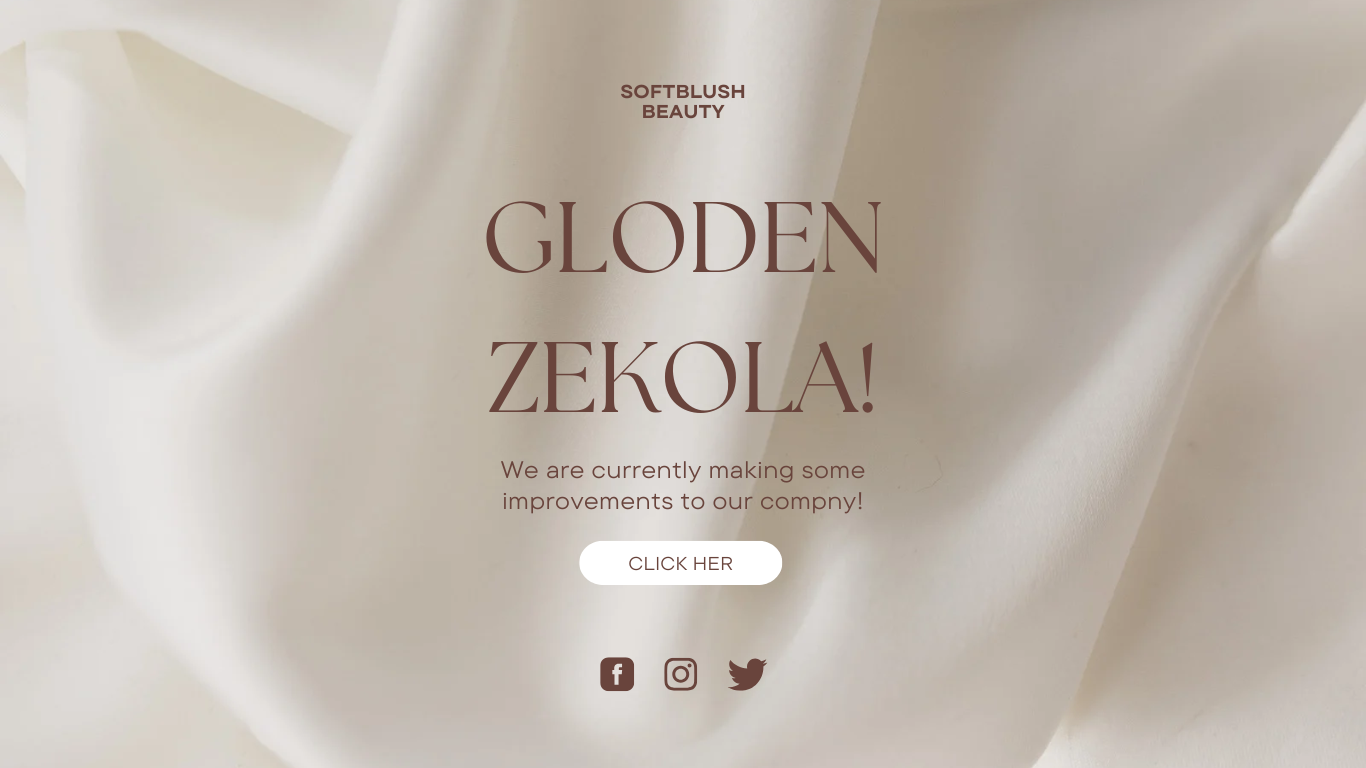 SOFTBLUSH
BEAUTY
GLODEN
ZEKOLA!
We are currently making some
improvements to our compny!
CLICK HER